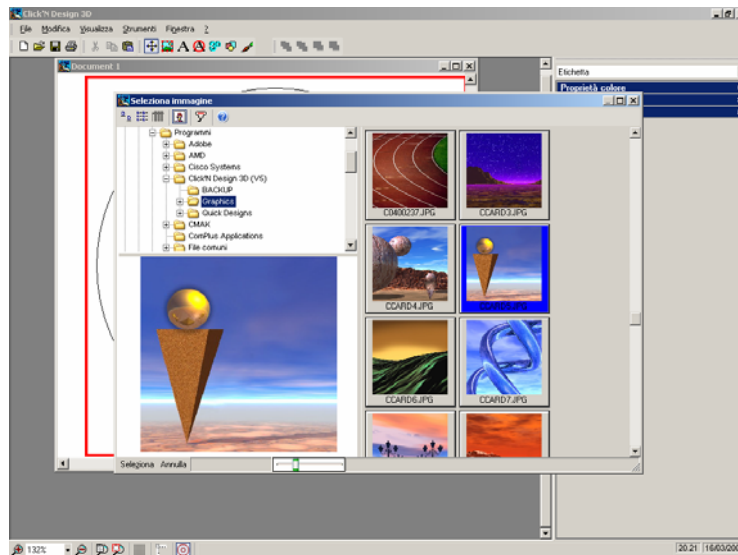 Click'N Design 3D
File Modifica Visualizza Strumenti Finestra ?
Document 1
Etichetta
Proprietà colore
Seleziona immagine
Programmi
Adobe
AMD
Cisco Systems
Click'N Design 3D (V5)
BACKUP
Graphics
Quick Designs
CMAK
ComPlus Applications
File comuni
C0400237.JPG
CCARD3.JPG
CCARD4.JPG
CCARD6.JPG
CCARD7.JPG
Seleziona Annulla
132%
20.21